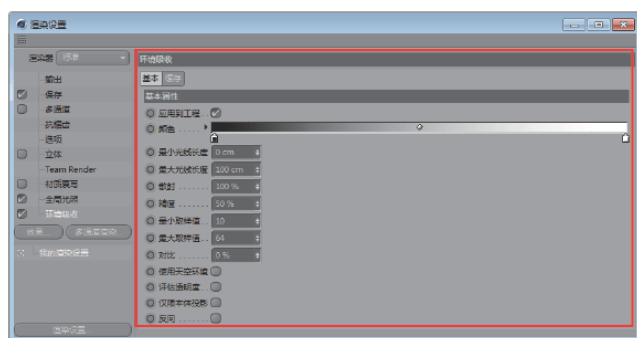 渲染设置
渲染器 标准
输出
保存
多通道
抗锯齿
选项
立体
Team Render
材质覆写
全局光照
环境吸收
效果... 多通道渲染...
我的渲染设置
渲染设置...
环境吸收
基本 缓存
基本属性
应用到工程..
颜色.....
最小光线长度 0 cm
最大光线长度 100 cm
散射....... 100 %
精度....... 50 %
最小取样值.. 10
最大取样值.. 64
对比....... 0 %
使用天空环境
评估透明度..
仅限本体投影
反向.......